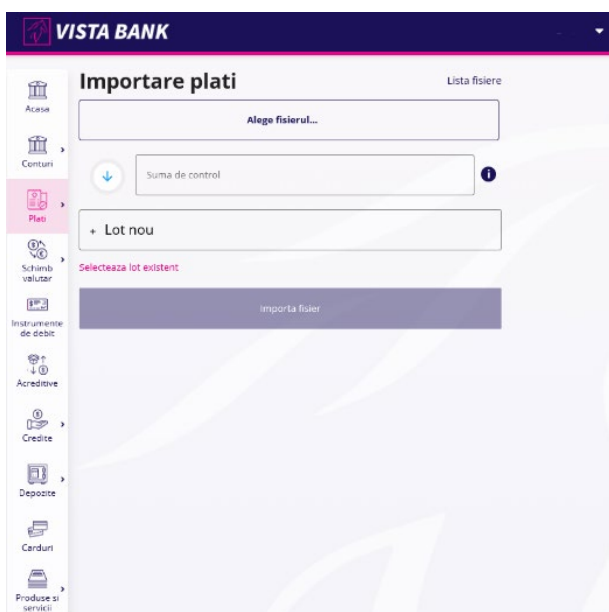 VISTA BANK
Importare plati
Lista fisiere
Alege fisierul...
Suma de control
+ Lot nou
Selecteaza lot existent
Importa fisier
Acasa
Conturi
Plati
Schimb
valutar
Instrumente
de debit
Acreditive
Credite
Depozite
Carduri
Produse si
servicii